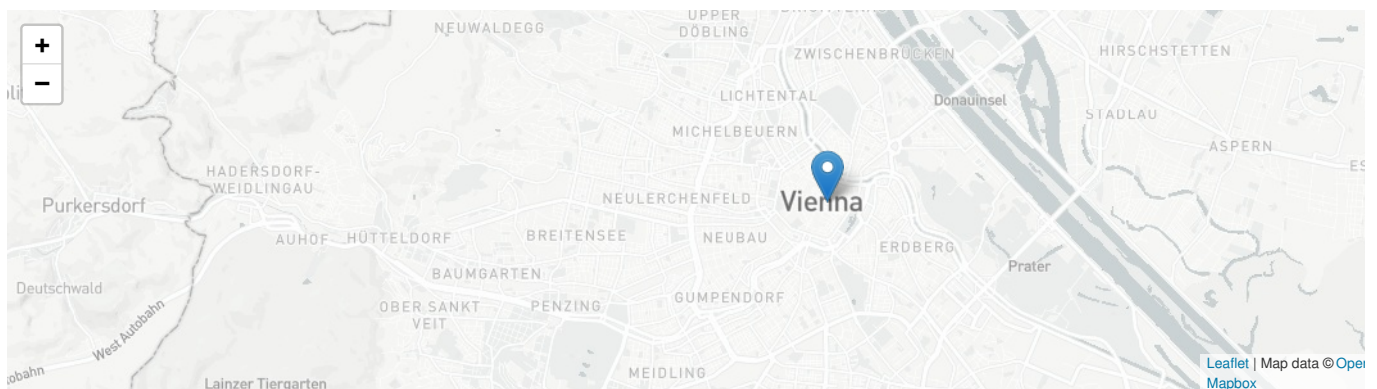 UPPER
DÖBLING
NEUWALDEGG
+
−
ZWISCHENBRÜCKEN
HIRSCHSTETTEN
LICHTENTAL
Donauinsel
STADLAU
MICHELBEUERN
ASPERN
HADERSDORF-
WEIDLINGAU
NEULERCHENFELD
Vienna
Purkersdorf
AUHOF
HÜTTELDORF
BREITENSEE
NEUBAU
ERDBERG
Prater
BAUMGARTEN
Deutschwald
GUMPENDORF
OBER SANKT
VEIT
PENZING
West Autobahn
MEIDLING
Lainzer Tiergarten
Leaflet | Map data © Open
Mapbox